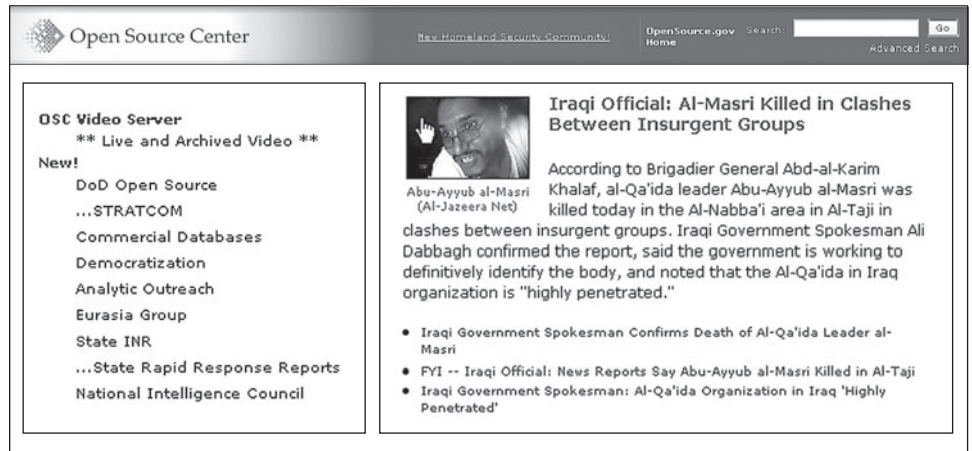 Open Source Center
New Homeland Security Community!
OpenSource.gov
Home
Search:
Go
Advanced Search
OSC Video Server
** Live and Archived Video **
New!
DoD Open Source
...STRATCOM
Commercial Databases
Democratization
Analytic Outreach
Eurasia Group
State INR
...State Rapid Response Reports
National Intelligence Council
Abu-Ayyub al-Masri
(Al-Jazeera Net)
Iraqi Official: Al-Masri Killed in Clashes
Between Insurgent Groups
According to Brigadier General Abd-al-Karim
Khalaf, al-Qa'ida leader Abu-Ayyub al-Masri was
killed today in the Al-Nabba'i area in Al-Taji in
clashes between insurgent groups. Iraqi Government Spokesman Ali
Dabbagh confirmed the report, said the government is working to
definitively identify the body, and noted that the Al-Qa'ida in Iraq
organization is "highly penetrated."
• Iraqi Government Spokesman Confirms Death of Al-Qa'ida Leader al-
Masri
• FYI -- Iraqi Official: News Reports Say Abu-Ayyub al-Masri Killed in Al-Taji
• Iraqi Government Spokesman: Al-Qa'ida Organization in Iraq 'Highly
Penetrated'